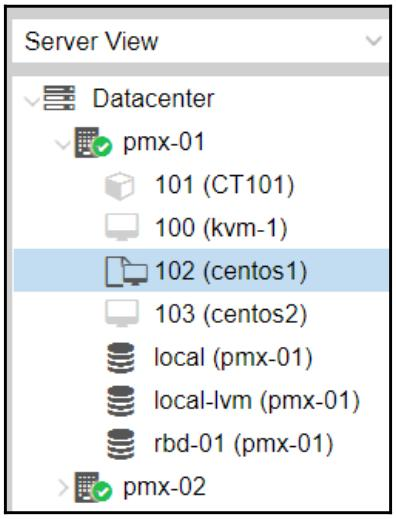 Server View
Datacenter
pmx-01
101 (CT101)
100 (kvm-1)
102 (centos1)
103 (centos2)
local (pmx-01)
local-lvm (pmx-01)
rbd-01 (pmx-01)
pmx-02